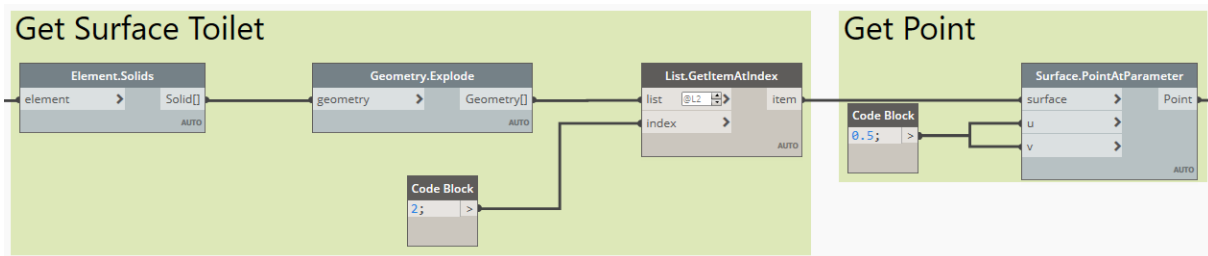 Get Surface Toilet
Get Point
Element.Solids
element > Solid[]
AUTO
Geometry.Explode
geometry > Geometry[]
AUTO
List.GetItemAtIndex
list @L2 > item
index >
AUTO
Code Block
2; >
Code Block
0.5; >
Surface.PointAtParameter
surface > Point
u >
v >
AUTO